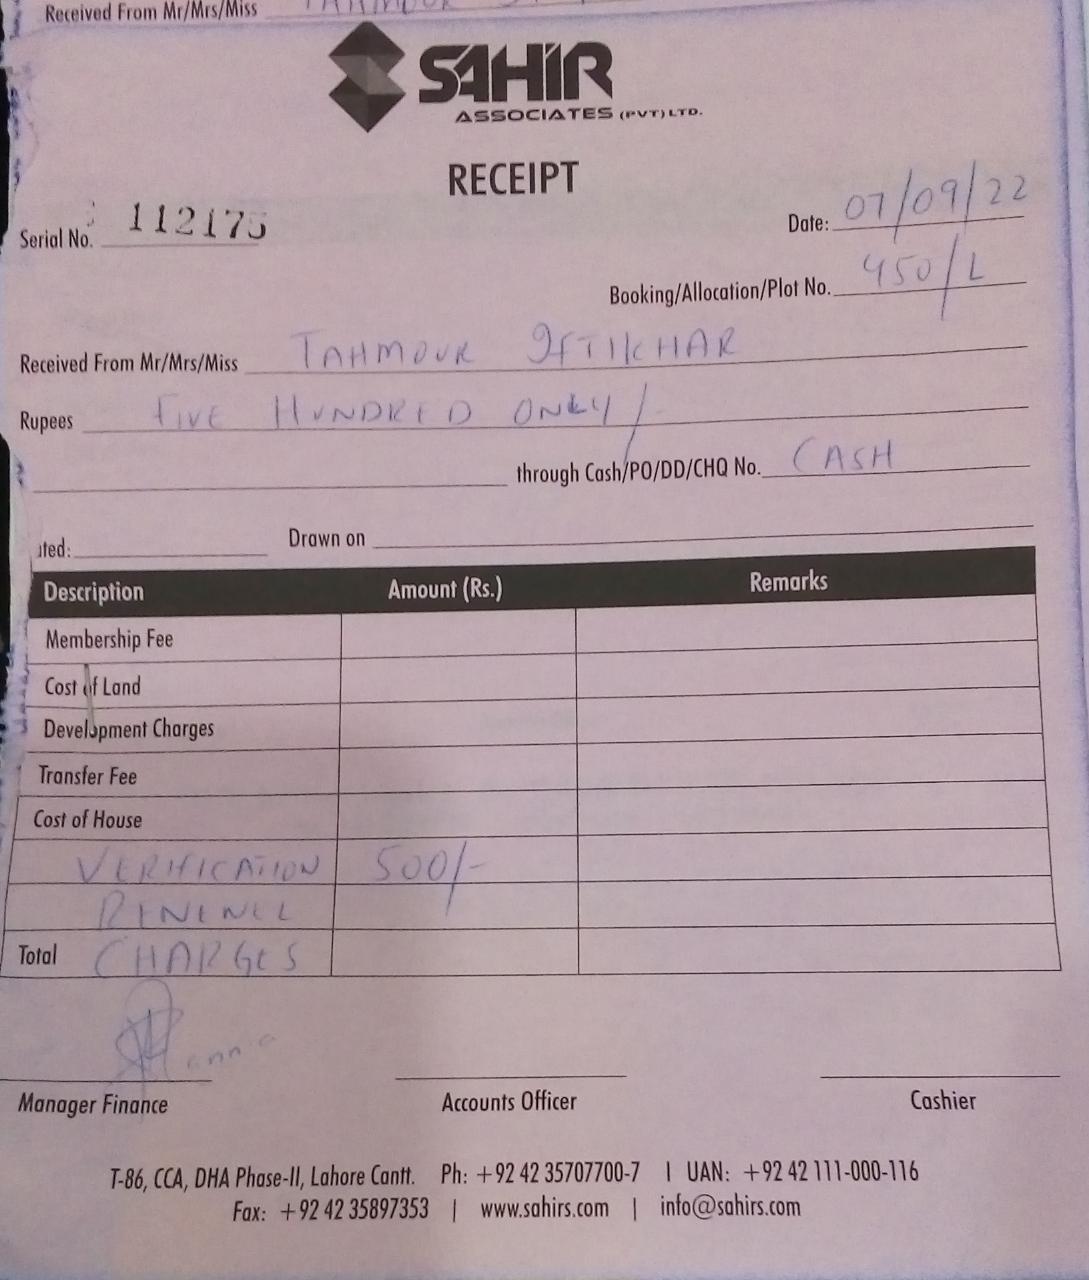 Received From Mr/Mrs/Miss
SAHIR
ASSOCIATES (PVT) LTD.
RECEIPT
Serial No. 112175
Date: 07/09/22
Booking/Allocation/Plot No. 450/L
Received From Mr/Mrs/Miss TAHMOUR IFTIKHAR
Rupees FIVE HUNDRED ONLY/-
through Cash/PO/DD/CHQ No. CASH
ated: Drawn on
Description Amount (Rs.) Remarks
Membership Fee
Cost of Land
Development Charges
Transfer Fee
Cost of House
VERIFICATION 500/-
Total CHARGES
Manager Finance Accounts Officer Cashier
T-86, CCA, DHA Phase-II, Lahore Cantt. Ph: +92 42 35707700-7 | UAN: +92 42 111-000-116
Fax: +92 42 35897353 | www.sahirs.com | info@sahirs.com